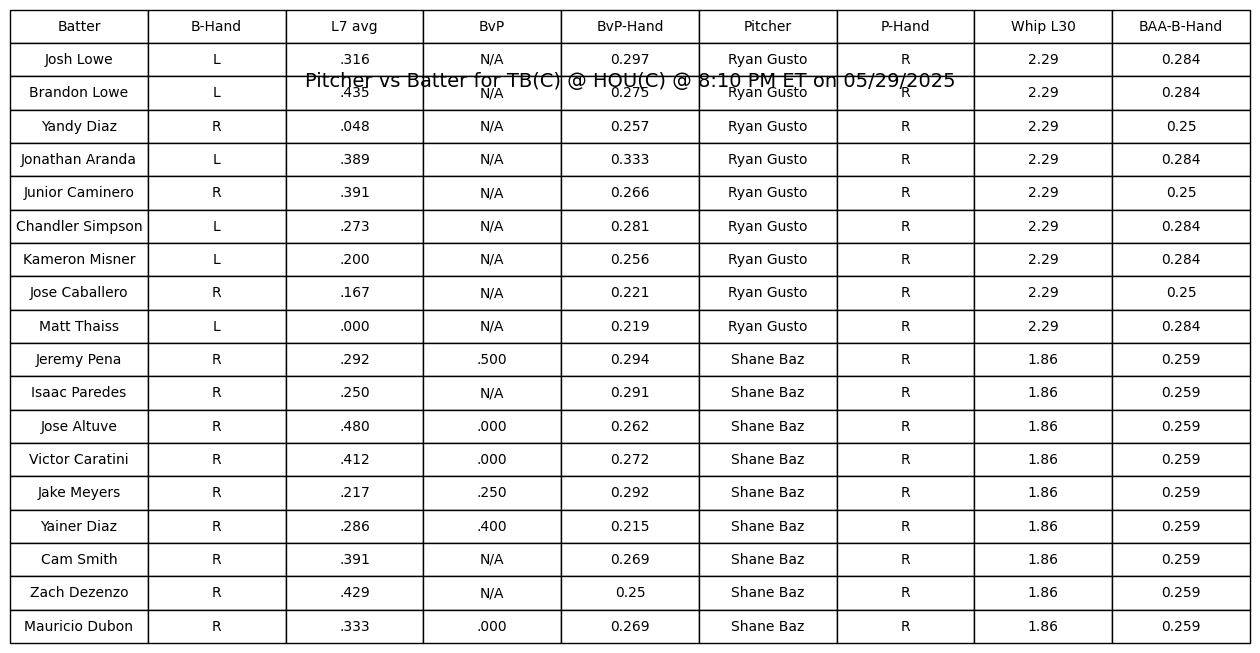 Batter B-Hand L7 avg BvP BvP-Hand Pitcher P-Hand Whip L30 BAA-B-Hand
Josh Lowe L .316 N/A 0.297 Ryan Gusto R 2.29 0.284
Pitcher vs Batter for TB(C) @ HOU(C) @ 8:10 PM ET on 05/29/2025
Brandon Lowe L .435 N/A 0.275 Ryan Gusto R 2.29 0.284
Yandy Diaz R .048 N/A 0.257 Ryan Gusto R 2.29 0.25
Jonathan Aranda L .389 N/A 0.333 Ryan Gusto R 2.29 0.284
Junior Caminero R .391 N/A 0.266 Ryan Gusto R 2.29 0.25
Chandler Simpson L .273 N/A 0.281 Ryan Gusto R 2.29 0.284
Kameron Misner L .200 N/A 0.256 Ryan Gusto R 2.29 0.284
Jose Caballero R .167 N/A 0.221 Ryan Gusto R 2.29 0.25
Matt Thaiss L .000 N/A 0.219 Ryan Gusto R 2.29 0.284
Jeremy Pena R .292 .500 0.294 Shane Baz R 1.86 0.259
Isaac Paredes R .250 N/A 0.291 Shane Baz R 1.86 0.259
Jose Altuve R .480 .000 0.262 Shane Baz R 1.86 0.259
Victor Caratini R .412 .000 0.272 Shane Baz R 1.86 0.259
Jake Meyers R .217 .250 0.292 Shane Baz R 1.86 0.259
Yainer Diaz R .286 .400 0.215 Shane Baz R 1.86 0.259
Cam Smith R .391 N/A 0.269 Shane Baz R 1.86 0.259
Zach Dezenzo R .429 N/A 0.25 Shane Baz R 1.86 0.259
Mauricio Dubon R .333 .000 0.269 Shane Baz R 1.86 0.259